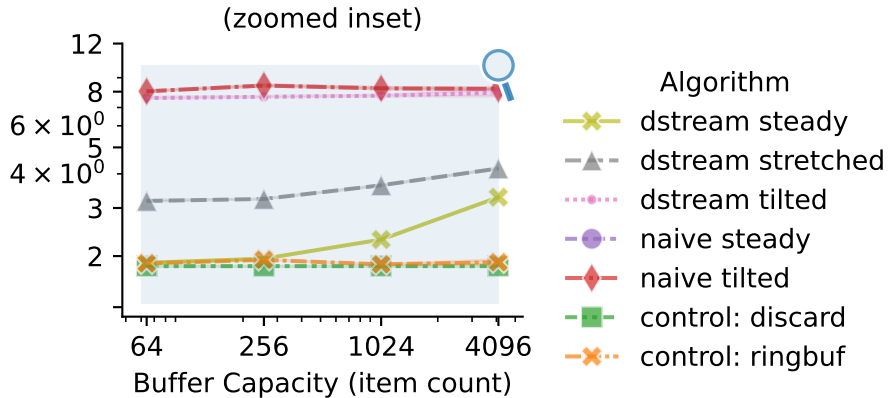 (zoomed inset)
12
8
6 × 10⁰
5
4 × 10⁰
3
2
64 256 1024 4096
Buffer Capacity (item count)
Algorithm
dstream steady
dstream stretched
dstream tilted
naive steady
naive tilted
control: discard
control: ringbuf